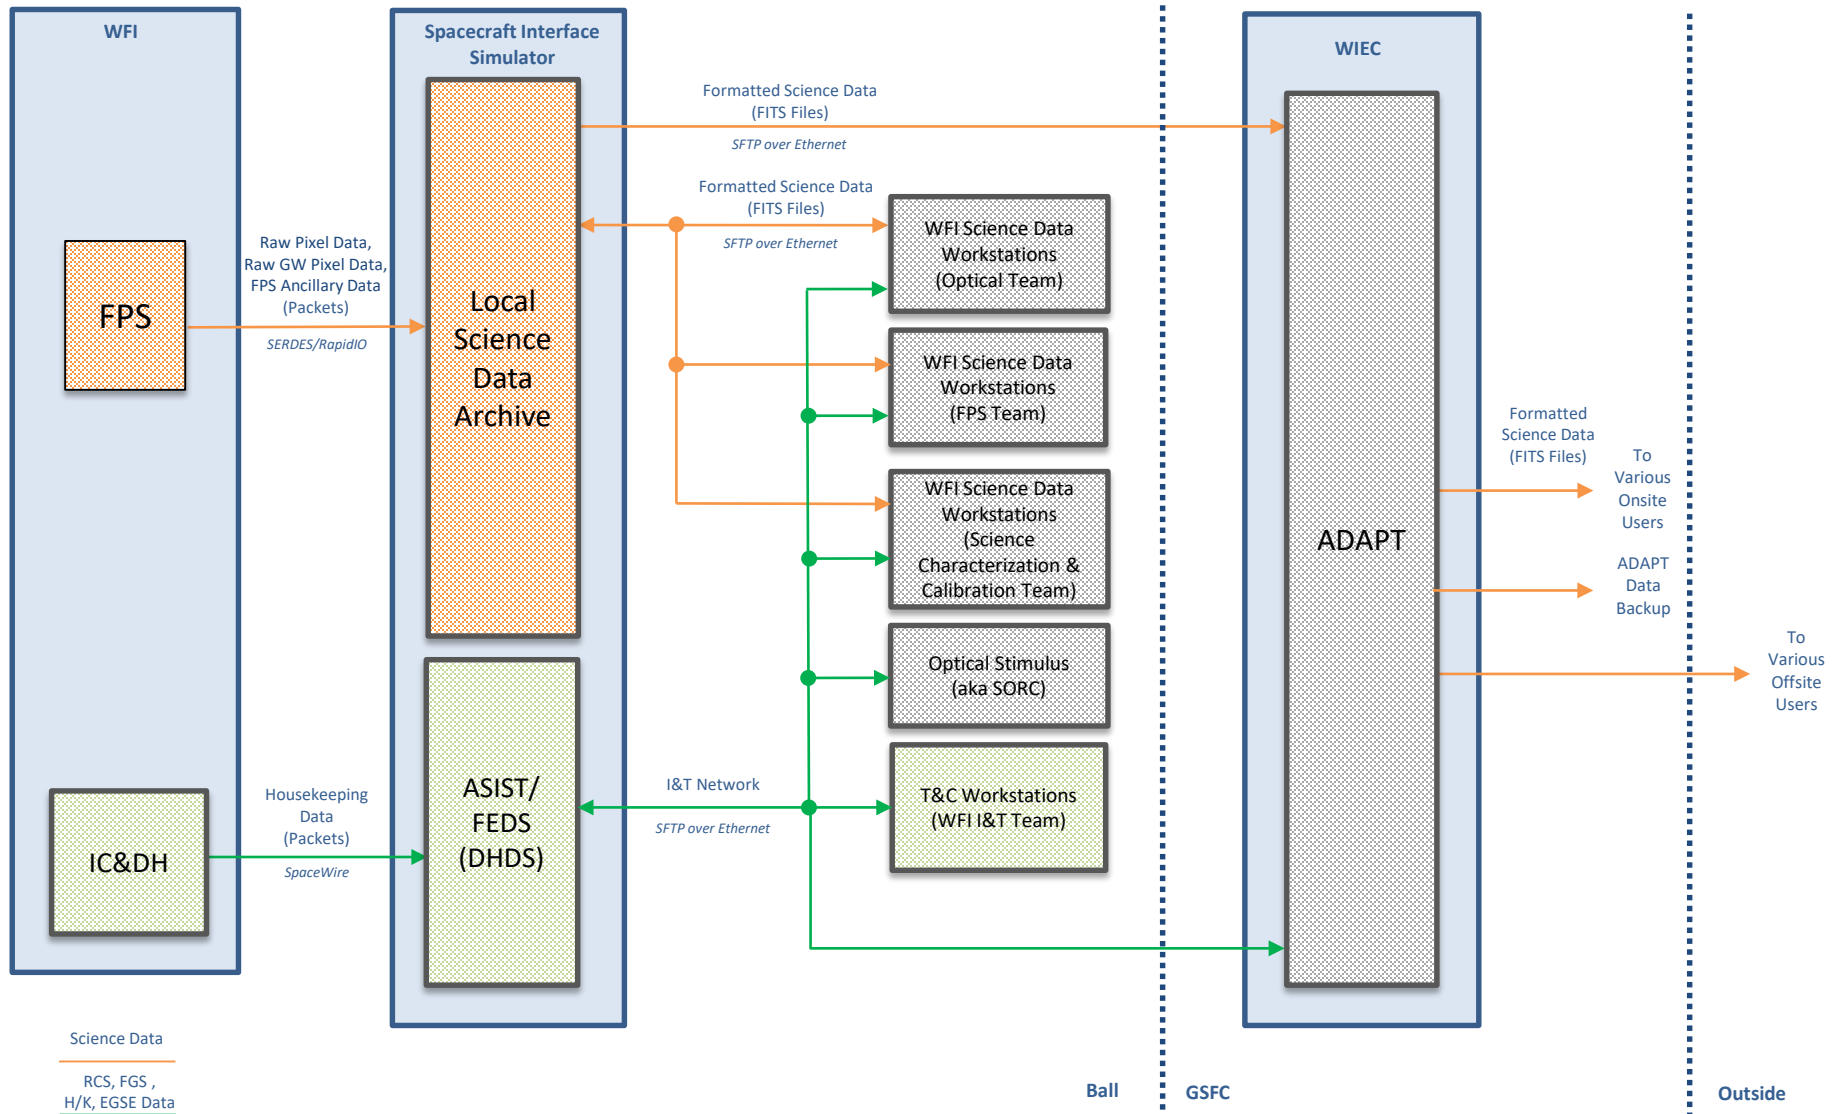 WFI
Spacecraft Interface
Simulator
WIEC
Formatted Science Data
(FITS Files)
SFTP over Ethernet
Formatted Science Data
(FITS Files)
SFTP over Ethernet
Raw Pixel Data,
Raw GW Pixel Data,
FPS Ancillary Data
(Packets)
SERDES/RapidIO
FPS
Local
Science
Data
Archive
WFI Science Data
Workstations
(Optical Team)
WFI Science Data
Workstations
(FPS Team)
WFI Science Data
Workstations
(Science
Characterization &
Calibration Team)
Optical Stimulus
(aka SORC)
T&C Workstations
(WFI I&T Team)
ADAPT
Formatted
Science Data
(FITS Files)
To
Various
Onsite
Users
ADAPT
Data
Backup
To
Various
Offsite
Users
IC&DH
Housekeeping
Data
(Packets)
SpaceWire
ASIST/
FEDS
(DHDS)
I&T Network
SFTP over Ethernet
Science Data
RCS, FGS ,
H/K, EGSE Data
Ball
GSFC
Outside